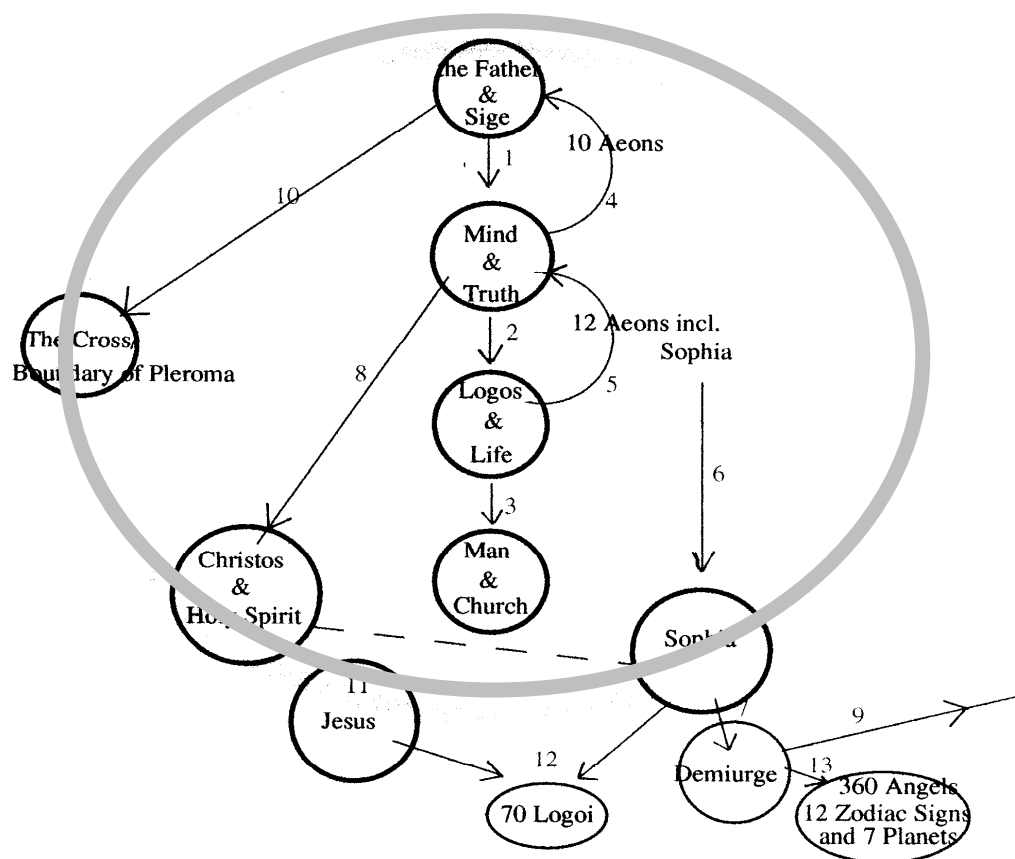 the Father
&
Sige
10 Aeons
1
10
4
Mind
&
Truth
12 Aeons incl.
Sophia
2
The Cross/
Boundary of Pleroma
8
5
Logos
&
Life
6
3
Man
&
Church
Christos
&
Holy Spirit
Sophia
11
Jesus
7
9
12
13
Demiurge
70 Logoi
360 Angels
12 Zodiac Signs
and 7 Planets